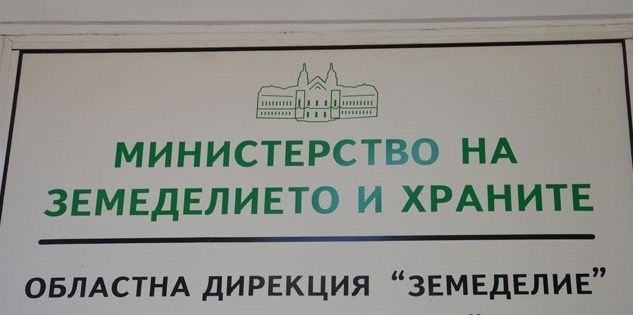 МИНИСТЕРСТВО НА
ЗЕМЕДЕЛИЕТО И ХРАНИТЕ
ОБЛАСТНА ДИРЕКЦИЯ “ЗЕМЕДЕЛИЕ”